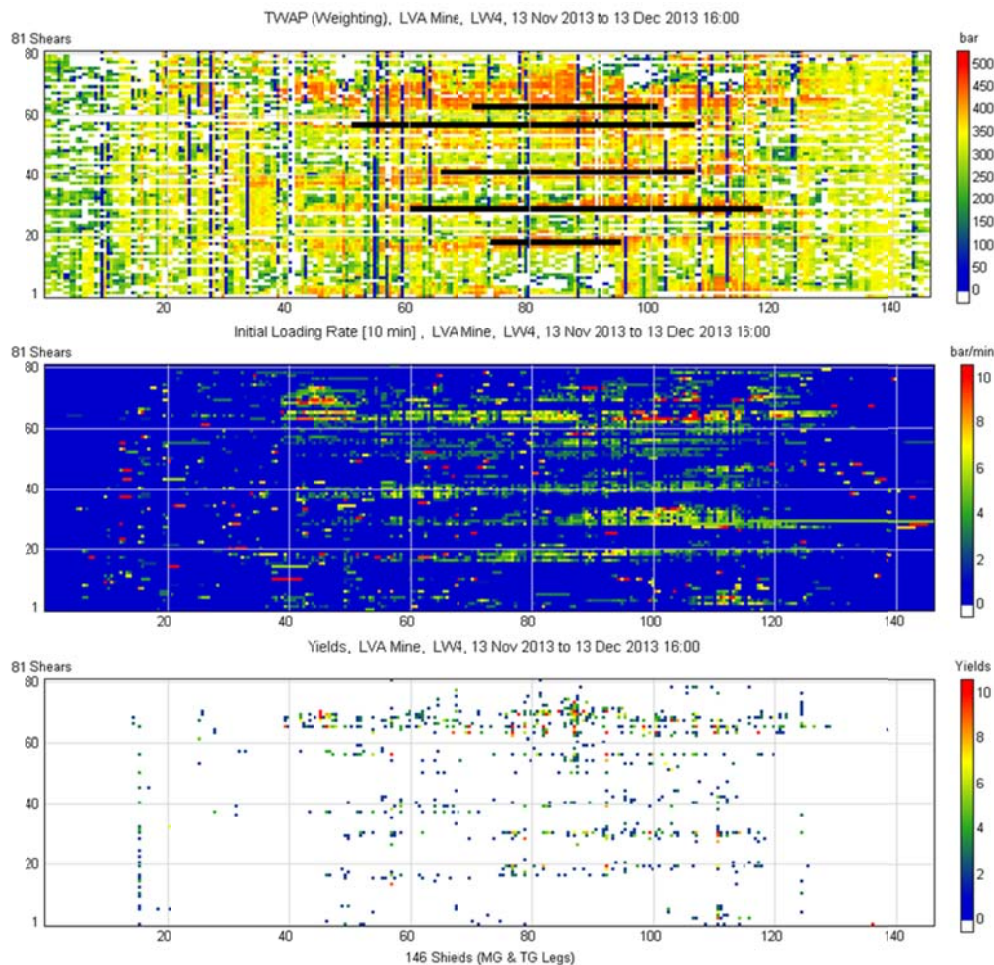 TWAP (Weighting), LVA Mine, LW4, 13 Nov 2013 to 13 Dec 2013 16:00
81 Shears
bar
80
60
40
20
1
20 40 60 80 100 120 140
500
450
400
350
300
250
200
150
100
50
0
Initial Loading Rate [10 min] , LVA Mine, LW4, 13 Nov 2013 to 13 Dec 2013 16:00
81 Shears
bar/min
80
60
40
20
1
20 40 60 80 100 120 140
10
8
6
4
2
0
Yields, LVA Mine, LW4, 13 Nov 2013 to 13 Dec 2013 16:00
81 Shears
Yields
80
60
40
20
1
20 40 60 80 100 120 140
10
8
6
4
2
0
146 Shields (MG & TG Legs)